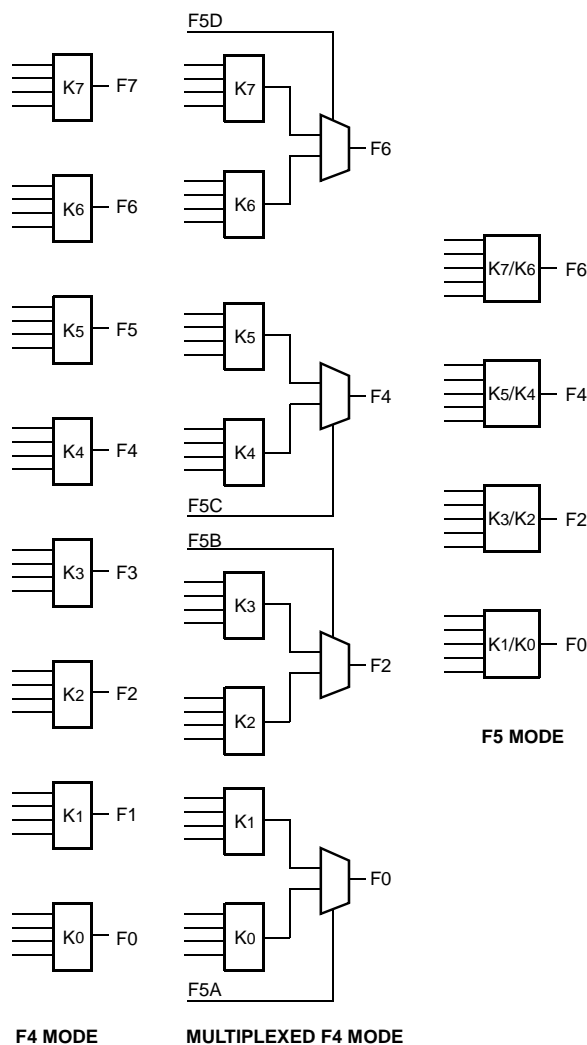 K7
F7
K6
F6
K5
F5
K4
F4
K3
F3
K2
F2
K1
F1
K0
F0
F4 MODE
F5D
K7
K6
F6
K5
K4
F4
F5C
F5B
K3
K2
F2
K1
K0
F0
F5A
MULTIPLEXED F4 MODE
K7/K6
F6
K5/K4
F4
K3/K2
F2
K1/K0
F0
F5 MODE